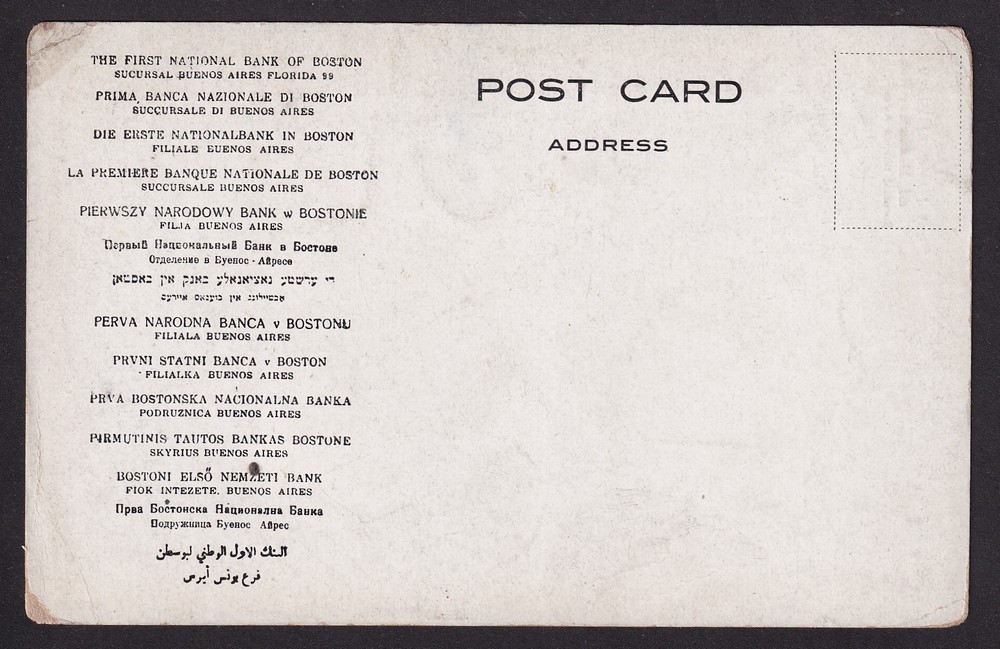 THE FIRST NATIONAL BANK OF BOSTON
SUCURSAL BUENOS AIRES FLORIDA 99
PRIMA BANCA NAZIONALE DI BOSTON
SUCCURSALE DI BUENOS AIRES
DIE ERSTE NATIONALBANK IN BOSTON
FILIALE BUENOS AIRES
LA PREMIERE BANQUE NATIONALE DE BOSTON
SUCCURSALE BUENOS AIRES
PIERWSZY NARODOWY BANK w BOSTONIE
FILIA BUENOS AIRES
Первый Национальный Банк в Бостоне
Отделение в Буенос-Айресе
די ערשטע נאציאנאלע באנק אין באסטאן
אבטיילונג אין בוענאס איירעס
PERVA NARODNA BANCA v BOSTONU
FILIALA BUENOS AIRES
PRVNI STATNI BANCA v BOSTON
FILIALKA BUENOS AIRES
PRVA BOSTONSKA NACIONALNA BANKA
PODRUZNICA BUENOS AIRES
PIRMUTINIS TAUTOS BANKAS BOSTONE
SKYRIUS BUENOS AIRES
BOSTONI ELSŐ NEMZETI BANK
FIOK INTEZETE. BUENOS AIRES
Прва Бостонска Национална Банка
Подружница Буенос Айрес
البنك الاول الوطني لبوسطن
فرع بونس أيرس
POST CARD
ADDRESS